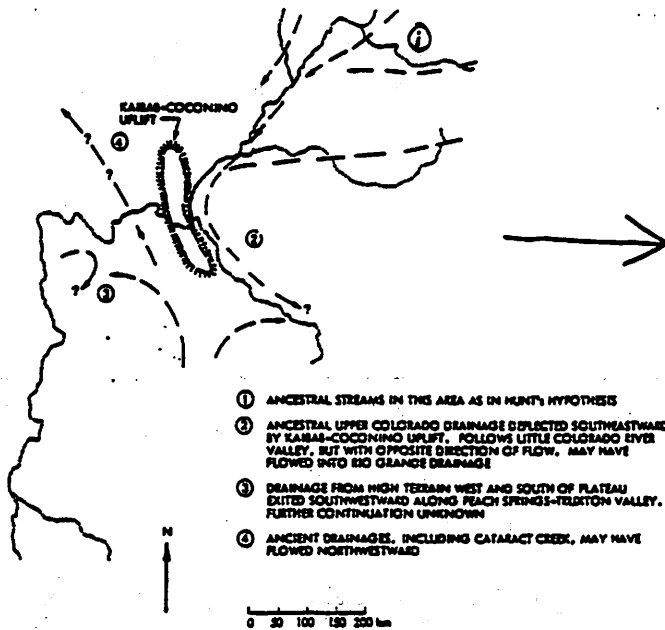 ①
KAIBAB-COCONINO
UPLIFT
?
④
?
?
②
③
?
?
① ANCESTRAL STREAMS IN THIS AREA AS IN HUNT'S HYPOTHESIS
② ANCESTRAL UPPER COLORADO DRAINAGE DEFLECTED SOUTHEASTWARD
BY KAIBAB-COCONINO UPLIFT. FOLLOWS LITTLE COLORADO RIVER
VALLEY, BUT WITH OPPOSITE DIRECTION OF FLOW. MAY HAVE
FLOWED INTO RIO GRANDE DRAINAGE
③ DRAINAGE FROM HIGH TERRAIN WEST AND SOUTH OF PLATEAU
EXITED SOUTHWESTWARD ALONG PEACH SPRINGS-TRUXTON VALLEY.
FURTHER CONTINUATION UNKNOWN
④ ANCIENT DRAINAGES, INCLUDING CATARACT CREEK, MAY HAVE
FLOWED NORTHWESTWARD
N
0 50 100 150 200 km